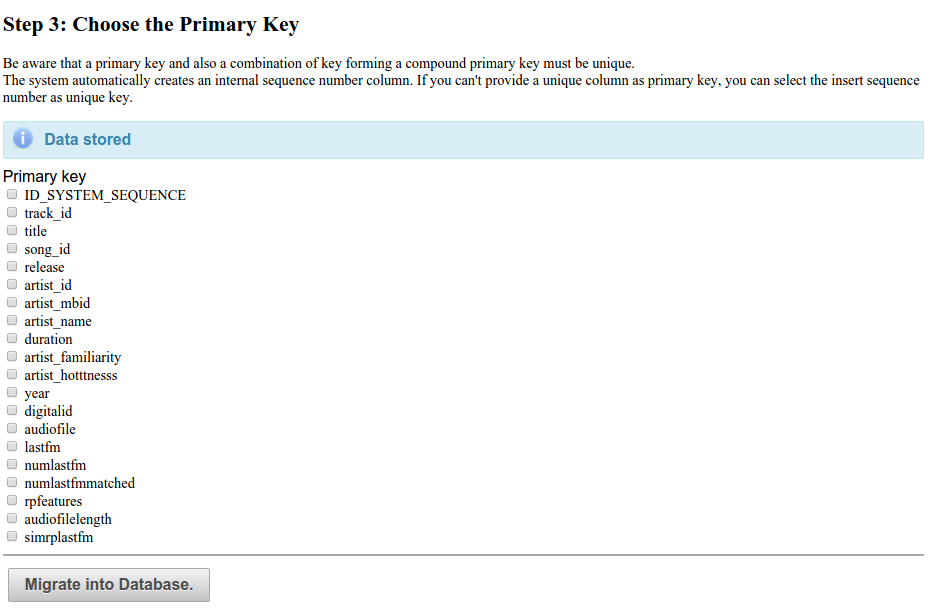 Step 3: Choose the Primary Key
Be aware that a primary key and also a combination of key forming a compound primary key must be unique.
The system automatically creates an internal sequence number column. If you can't provide a unique column as primary key, you can select the insert sequence
number as unique key.
Data stored
Primary key
ID_SYSTEM_SEQUENCE
track_id
title
song_id
release
artist_id
artist_mbid
artist_name
duration
artist_familiarity
artist_hotttnesss
year
digitalid
audiofile
lastfm
numlastfm
numlastfmmatched
rpfeatures
audiofilelength
simrplastfm
Migrate into Database.